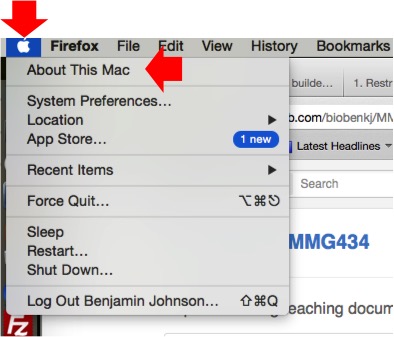 Firefox File Edit View History Bookmarks
About This Mac
builde... 1. Restr
System Preferences...
b.com/biobenkj/MM
Location
App Store... 1 new
Latest Headlines
Recent Items
Search
Force Quit... ⌥⌘⎋
Sleep
MMG434
Restart...
Shut Down...
Log Out Benjamin Johnson... ⇧⌘Q
eaching docum
Fz